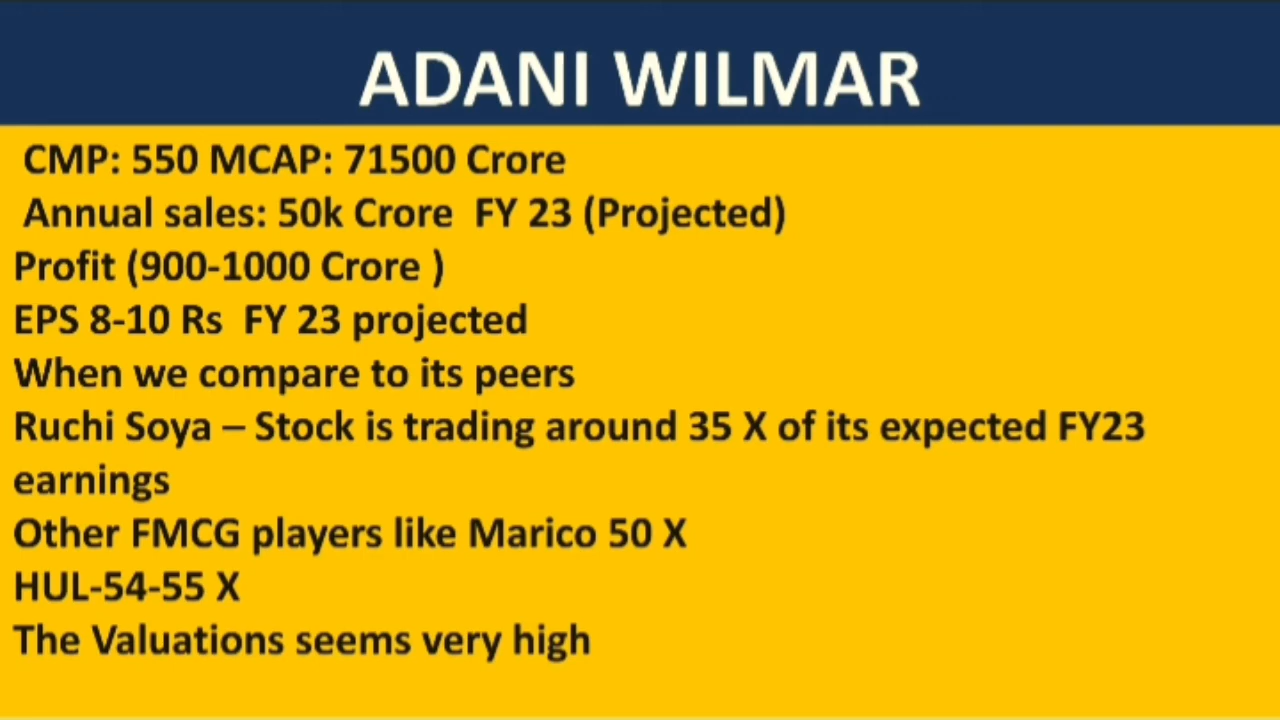 ADANI WILMAR
CMP: 550 MCAP: 71500 Crore
Annual sales: 50k Crore FY 23 (Projected)
Profit (900-1000 Crore )
EPS 8-10 Rs FY 23 projected
When we compare to its peers
Ruchi Soya – Stock is trading around 35 X of its expected FY23
earnings
Other FMCG players like Marico 50 X
HUL-54-55 X
The Valuations seems very high